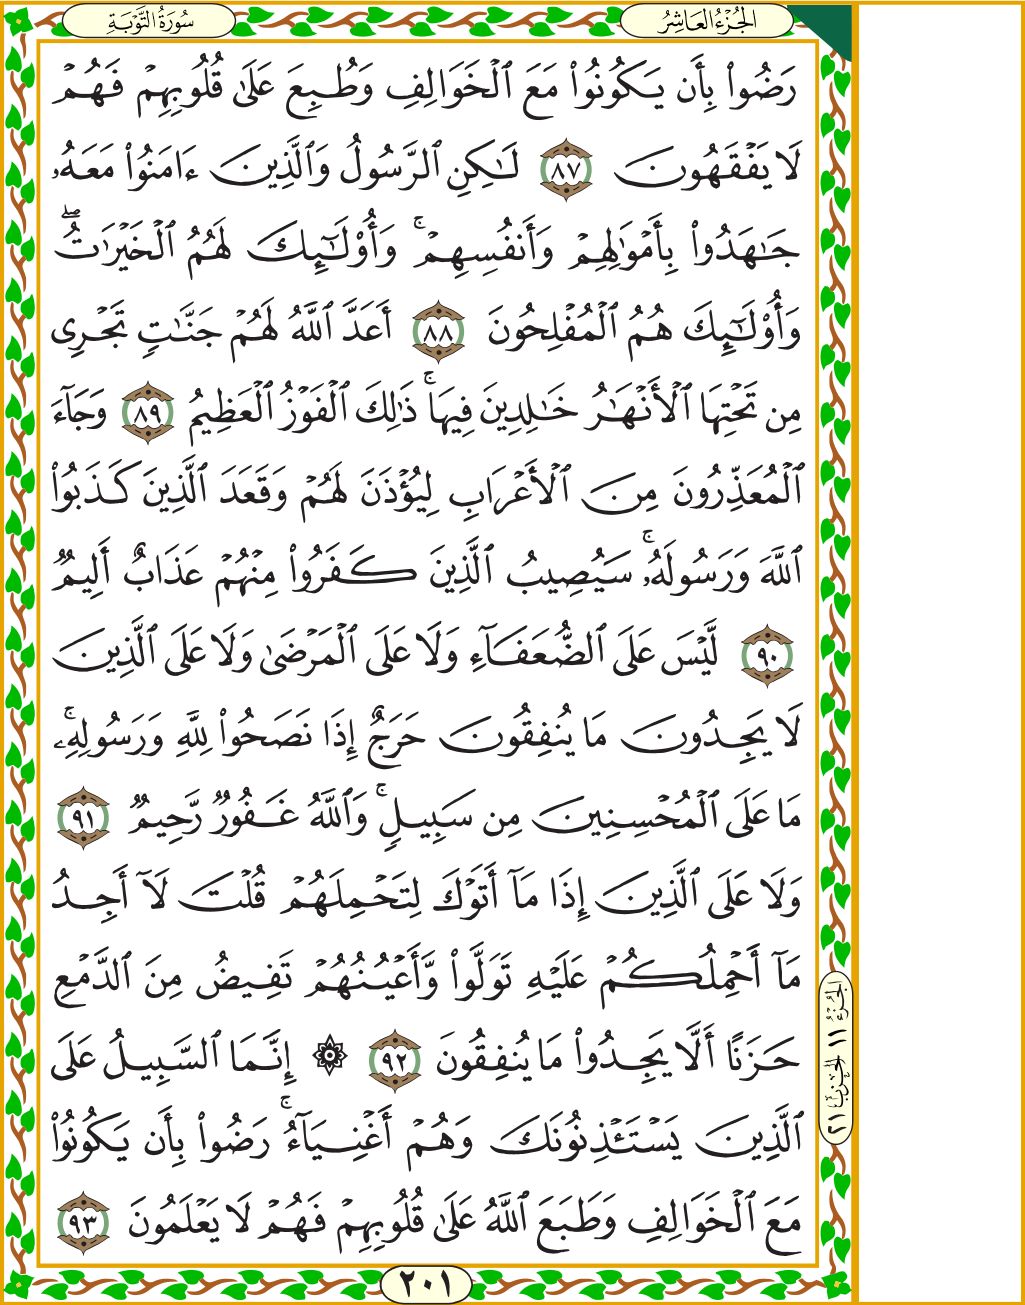 سُورَةُ التَّوْبَةِ
الجُزْءُ العَاشِرُ
رَضُوا۟ بِأَن يَكُونُوا۟ مَعَ ٱلْخَوَالِفِ وَطُبِعَ عَلَىٰ قُلُوبِهِمْ فَهُمْ
لَا يَفْقَهُونَ ٨٧ لَـٰكِنِ ٱلرَّسُولُ وَٱلَّذِينَ ءَامَنُوا۟ مَعَهُۥ
جَـٰهَدُوا۟ بِأَمْوَٰلِهِمْ وَأَنفُسِهِمْ ۚ وَأُو۟لَـٰٓئِكَ لَهُمُ ٱلْخَيْرَٰتُ ۖ
وَأُو۟لَـٰٓئِكَ هُمُ ٱلْمُفْلِحُونَ ٨٨ أَعَدَّ ٱللَّهُ لَهُمْ جَنَّـٰتٍ تَجْرِى
مِن تَحْتِهَا ٱلْأَنْهَـٰرُ خَـٰلِدِينَ فِيهَا ۚ ذَٰلِكَ ٱلْفَوْزُ ٱلْعَظِيمُ ٨٩ وَجَآءَ
ٱلْمُعَذِّرُونَ مِنَ ٱلْأَعْرَابِ لِيُؤْذَنَ لَهُمْ وَقَعَدَ ٱلَّذِينَ كَذَبُوا۟
ٱللَّهَ وَرَسُولَهُۥ ۚ سَيُصِيبُ ٱلَّذِينَ كَفَرُوا۟ مِنْهُمْ عَذَابٌ أَلِيمٌ
٩٠ لَّيْسَ عَلَى ٱلضُّعَفَآءِ وَلَا عَلَى ٱلْمَرْضَىٰ وَلَا عَلَى ٱلَّذِينَ
لَا يَجِدُونَ مَا يُنفِقُونَ حَرَجٌ إِذَا نَصَحُوا۟ لِلَّهِ وَرَسُولِهِۦ ۚ
مَا عَلَى ٱلْمُحْسِنِينَ مِن سَبِيلٍ ۚ وَٱللَّهُ غَفُورٌ رَّحِيمٌ ٩١
وَلَا عَلَى ٱلَّذِينَ إِذَا مَآ أَتَوْكَ لِتَحْمِلَهُمْ قُلْتَ لَآ أَجِدُ
مَآ أَحْمِلُكُمْ عَلَيْهِ تَوَلَّوا۟ وَّأَعْيُنُهُمْ تَفِيضُ مِنَ ٱلدَّمْعِ
حَزَنًا أَلَّا يَجِدُوا۟ مَا يُنفِقُونَ ٩٢ ۞ إِنَّمَا ٱلسَّبِيلُ عَلَى
ٱلَّذِينَ يَسْتَـْٔذِنُونَكَ وَهُمْ أَغْنِيَآءُ ۚ رَضُوا۟ بِأَن يَكُونُوا۟
مَعَ ٱلْخَوَالِفِ وَطَبَعَ ٱللَّهُ عَلَىٰ قُلُوبِهِمْ فَهُمْ لَا يَعْلَمُونَ ٩٣
الجُزْءُ ١١ الحِزْبُ ٢١
٢٠١